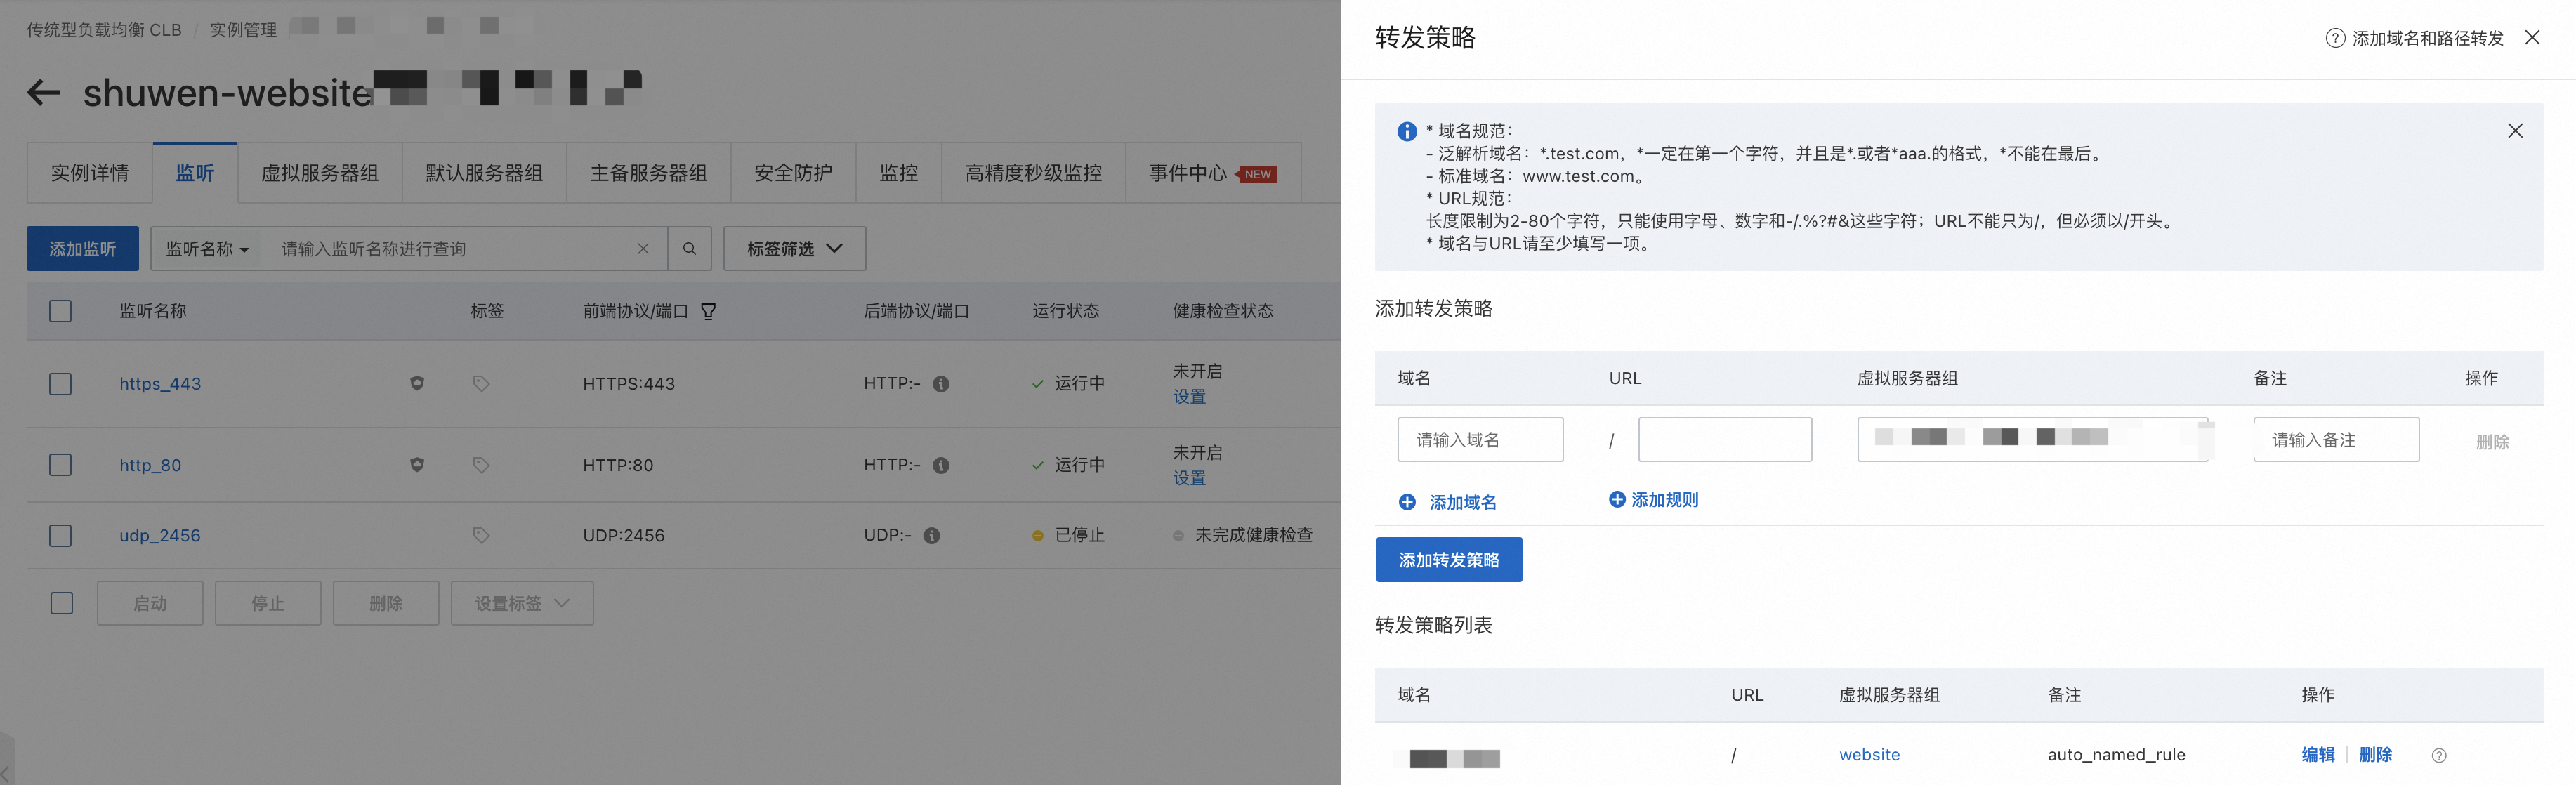 传统型负载均衡 CLB / 实例管理
shuwen-website
实例详情 监听 虚拟服务器组 默认服务器组 主备服务器组 安全防护 监控 高精度秒级监控 事件中心 NEW
添加监听 监听名称 请输入监听名称进行查询 标签筛选
监听名称 标签 前端协议/端口 后端协议/端口 运行状态 健康检查状态
https_443 HTTPS:443 HTTP:- 运行中 未开启
设置
http_80 HTTP:80 HTTP:- 运行中 未开启
设置
udp_2456 UDP:2456 UDP:- 已停止 未完成健康检查
启动 停止 删除 设置标签
转发策略 添加域名和路径转发
* 域名规范：
- 泛解析域名：*.test.com，*一定在第一个字符，并且是*.或者*aaa.的格式，*不能在最后。
- 标准域名：www.test.com。
* URL规范：
长度限制为2-80个字符，只能使用字母、数字和-/.%?#&这些字符；URL不能只为/，但必须以/开头。
* 域名与URL请至少填写一项。
添加转发策略
域名 URL 虚拟服务器组 备注 操作
请输入域名 / 请输入备注 删除
添加域名 添加规则
添加转发策略
转发策略列表
域名 URL 虚拟服务器组 备注 操作
/ website auto_named_rule 编辑 删除